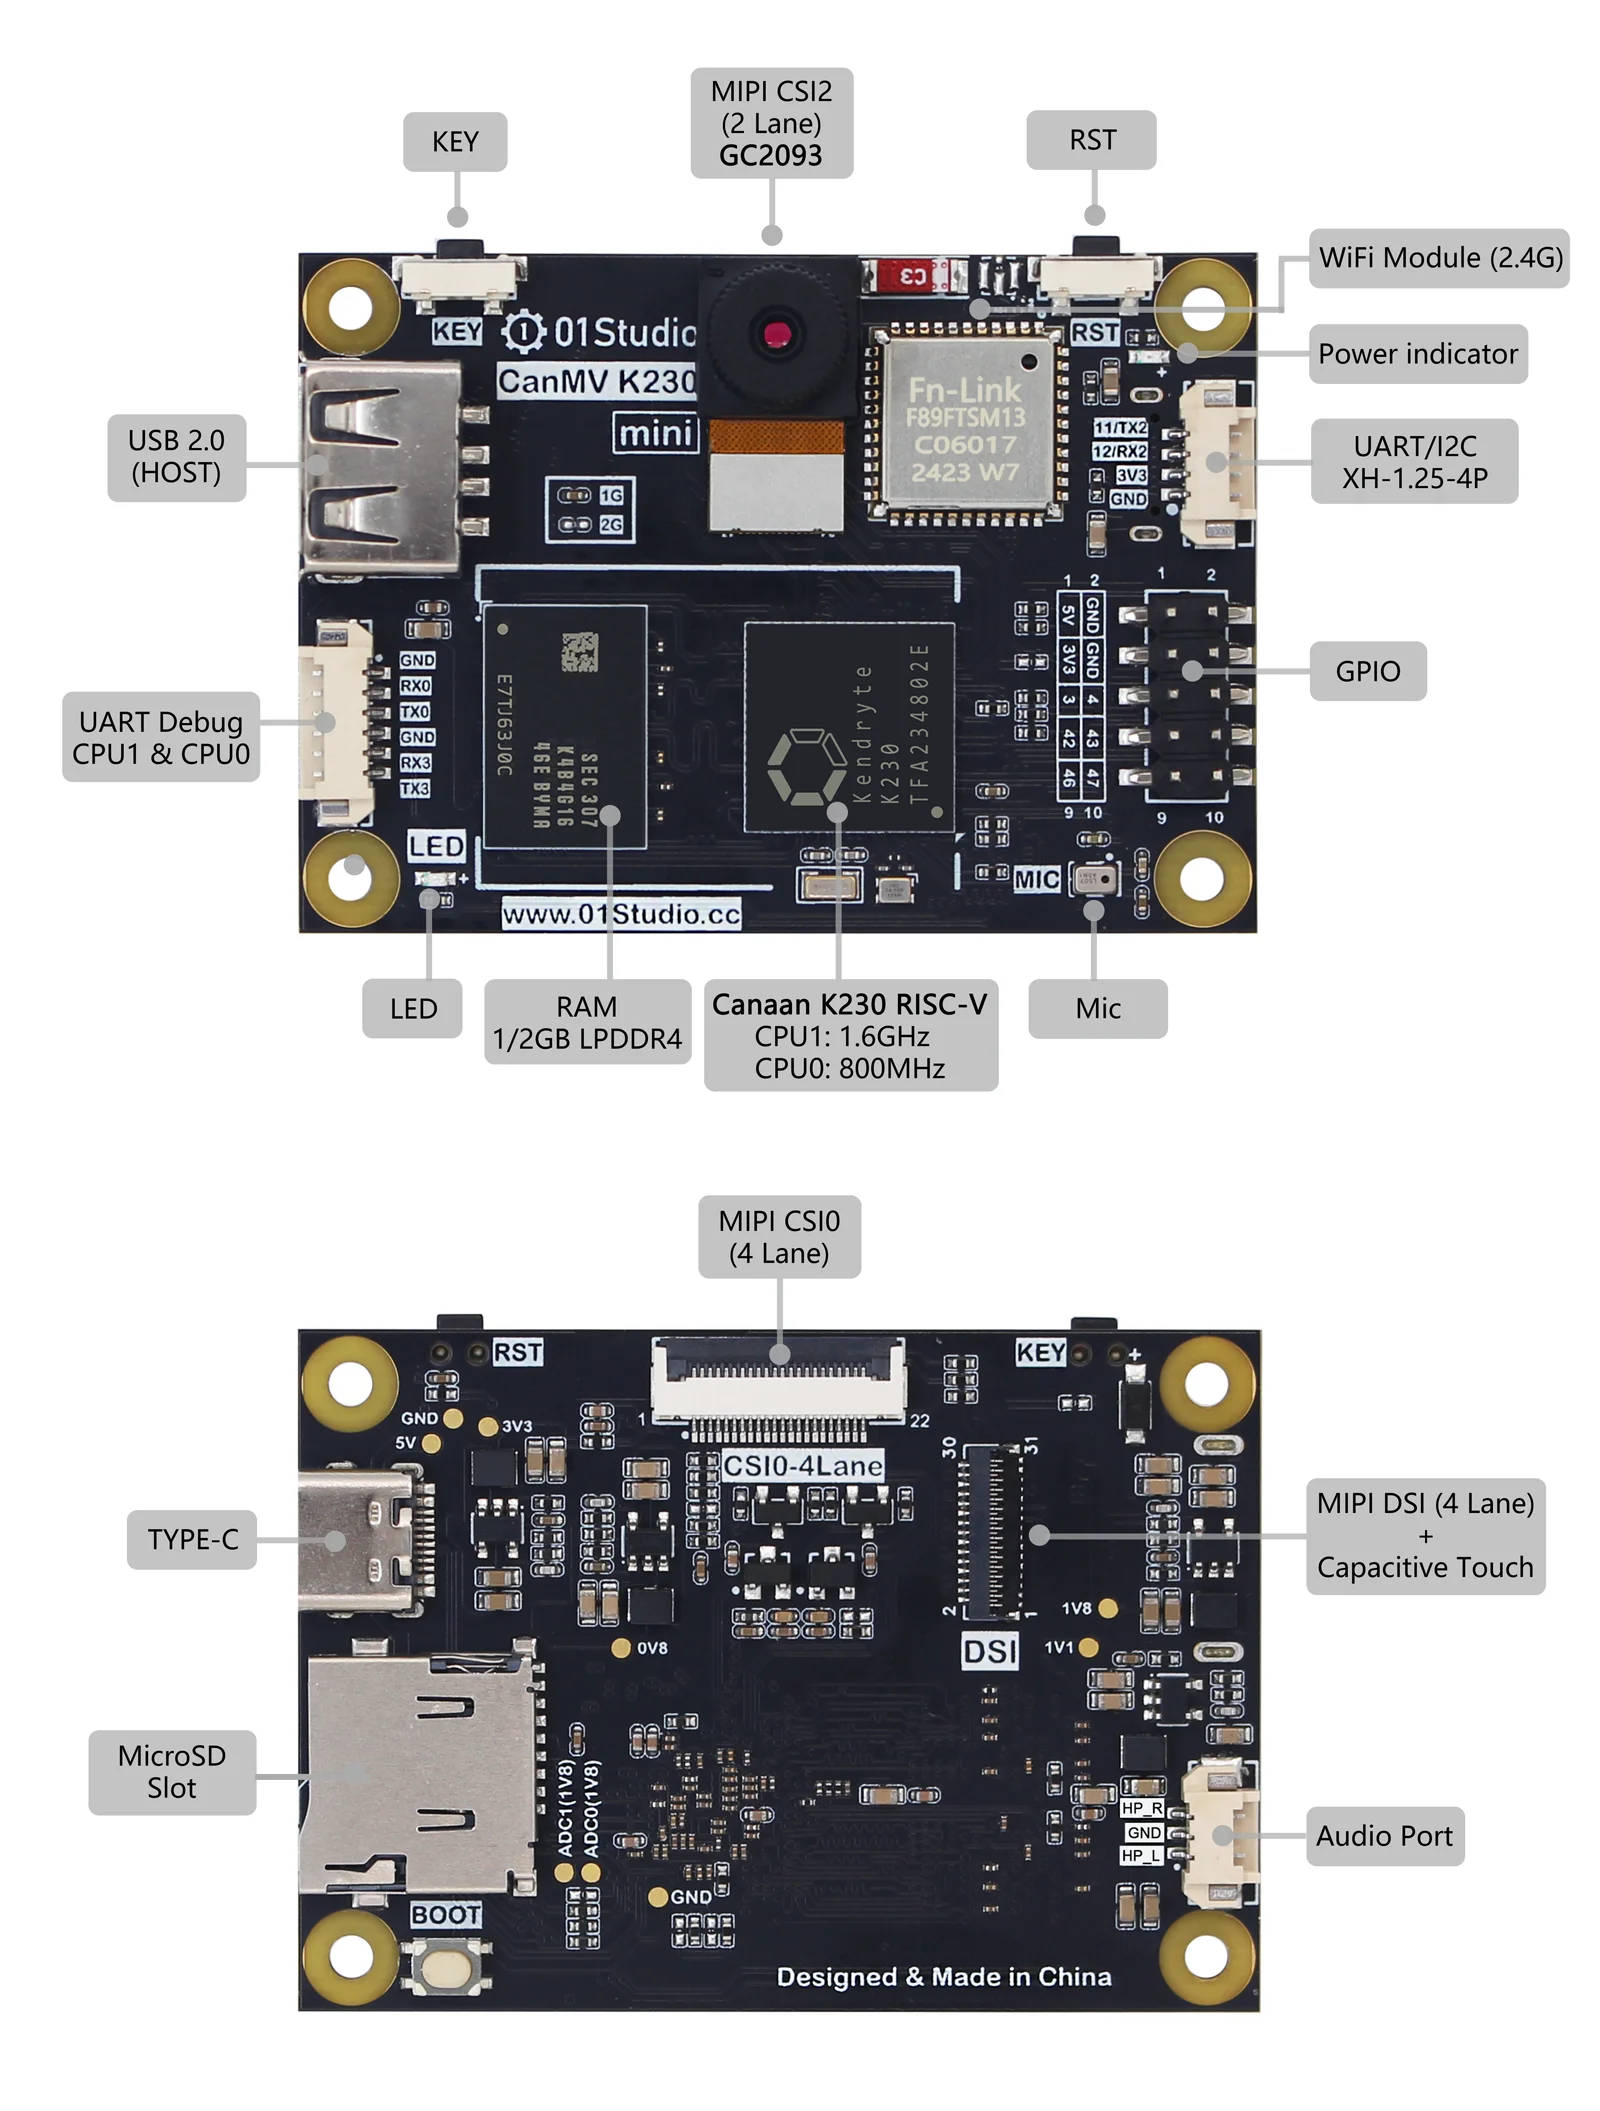 MIPI CSI2
(2 Lane)
GC2093
KEY
RST
WiFi Module (2.4G)
Power indicator
UART/I2C
XH-1.25-4P
GPIO
USB 2.0
(HOST)
UART Debug
CPU1 & CPU0
C3
KEY
01Studio
CanMV K230
mini
1G
2G
RST
Fn-Link
F89FTSM13
C06017
2423 W7
+
11/TX2
12/RX2
3V3
GND
1 2
1 2
5V GND
3V3 GND
3 4
42 43
46 47
9 10
9 10
GND
RX0
TX0
GND
RX3
TX3
E7TJ63J0C
SEC 307
K4B4G16
4GE BYMA
Kendryte
K230
TFA234802E
LED
+
MIC
www.01Studio.cc
LED
RAM
1/2GB LPDDR4
Canaan K230 RISC-V
CPU1: 1.6GHz
CPU0: 800MHz
Mic
MIPI CSI0
(4 Lane)
RST
KEY
+
GND
5V
3V3
1
22
CSI0-4Lane
30
31
2
1
DSI
TYPE-C
MIPI DSI (4 Lane)
+
Capacitive Touch
0V8
1V8
1V1
MicroSD
Slot
ADC1(1V8)
ADC0(1V8)
GND
HP_R
GND
HP_L
Audio Port
BOOT
Designed & Made in China